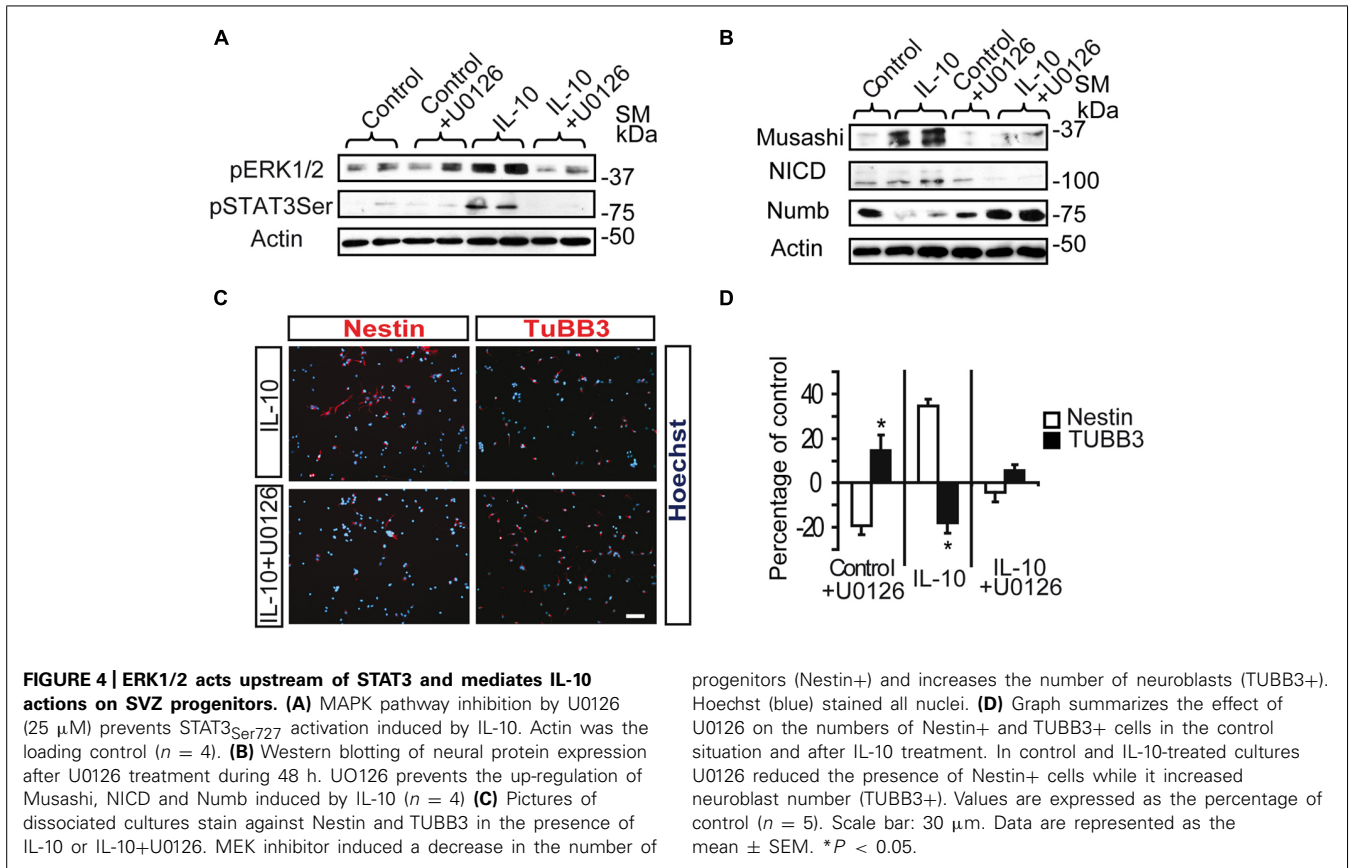 A
Control
Control
+U0126
IL-10
IL-10
+U0126
SM
kDa
pERK1/2
-37
pSTAT3Ser
-75
Actin
-50
B
Control
IL-10
Control
+U0126
IL-10
+U0126
SM
kDa
Musashi
-37
NICD
-100
Numb
-75
Actin
-50
C
Nestin
TuBB3
IL-10
IL-10+U0126
Hoechst
D
Percentage of control
40
20
0
-20
*
*
Nestin
TUBB3
Control
+U0126
IL-10
IL-10
+U0126
FIGURE 4 | ERK1/2 acts upstream of STAT3 and mediates IL-10
actions on SVZ progenitors. (A) MAPK pathway inhibition by U0126
(25 μM) prevents STAT3Ser727 activation induced by IL-10. Actin was the
loading control (n = 4). (B) Western blotting of neural protein expression
after U0126 treatment during 48 h. UO126 prevents the up-regulation of
Musashi, NICD and Numb induced by IL-10 (n = 4) (C) Pictures of
dissociated cultures stain against Nestin and TUBB3 in the presence of
IL-10 or IL-10+U0126. MEK inhibitor induced a decrease in the number of
progenitors (Nestin+) and increases the number of neuroblasts (TUBB3+).
Hoechst (blue) stained all nuclei. (D) Graph summarizes the effect of
U0126 on the numbers of Nestin+ and TUBB3+ cells in the control
situation and after IL-10 treatment. In control and IL-10-treated cultures
U0126 reduced the presence of Nestin+ cells while it increased
neuroblast number (TUBB3+). Values are expressed as the percentage of
control (n = 5). Scale bar: 30 μm. Data are represented as the
mean ± SEM. *P < 0.05.